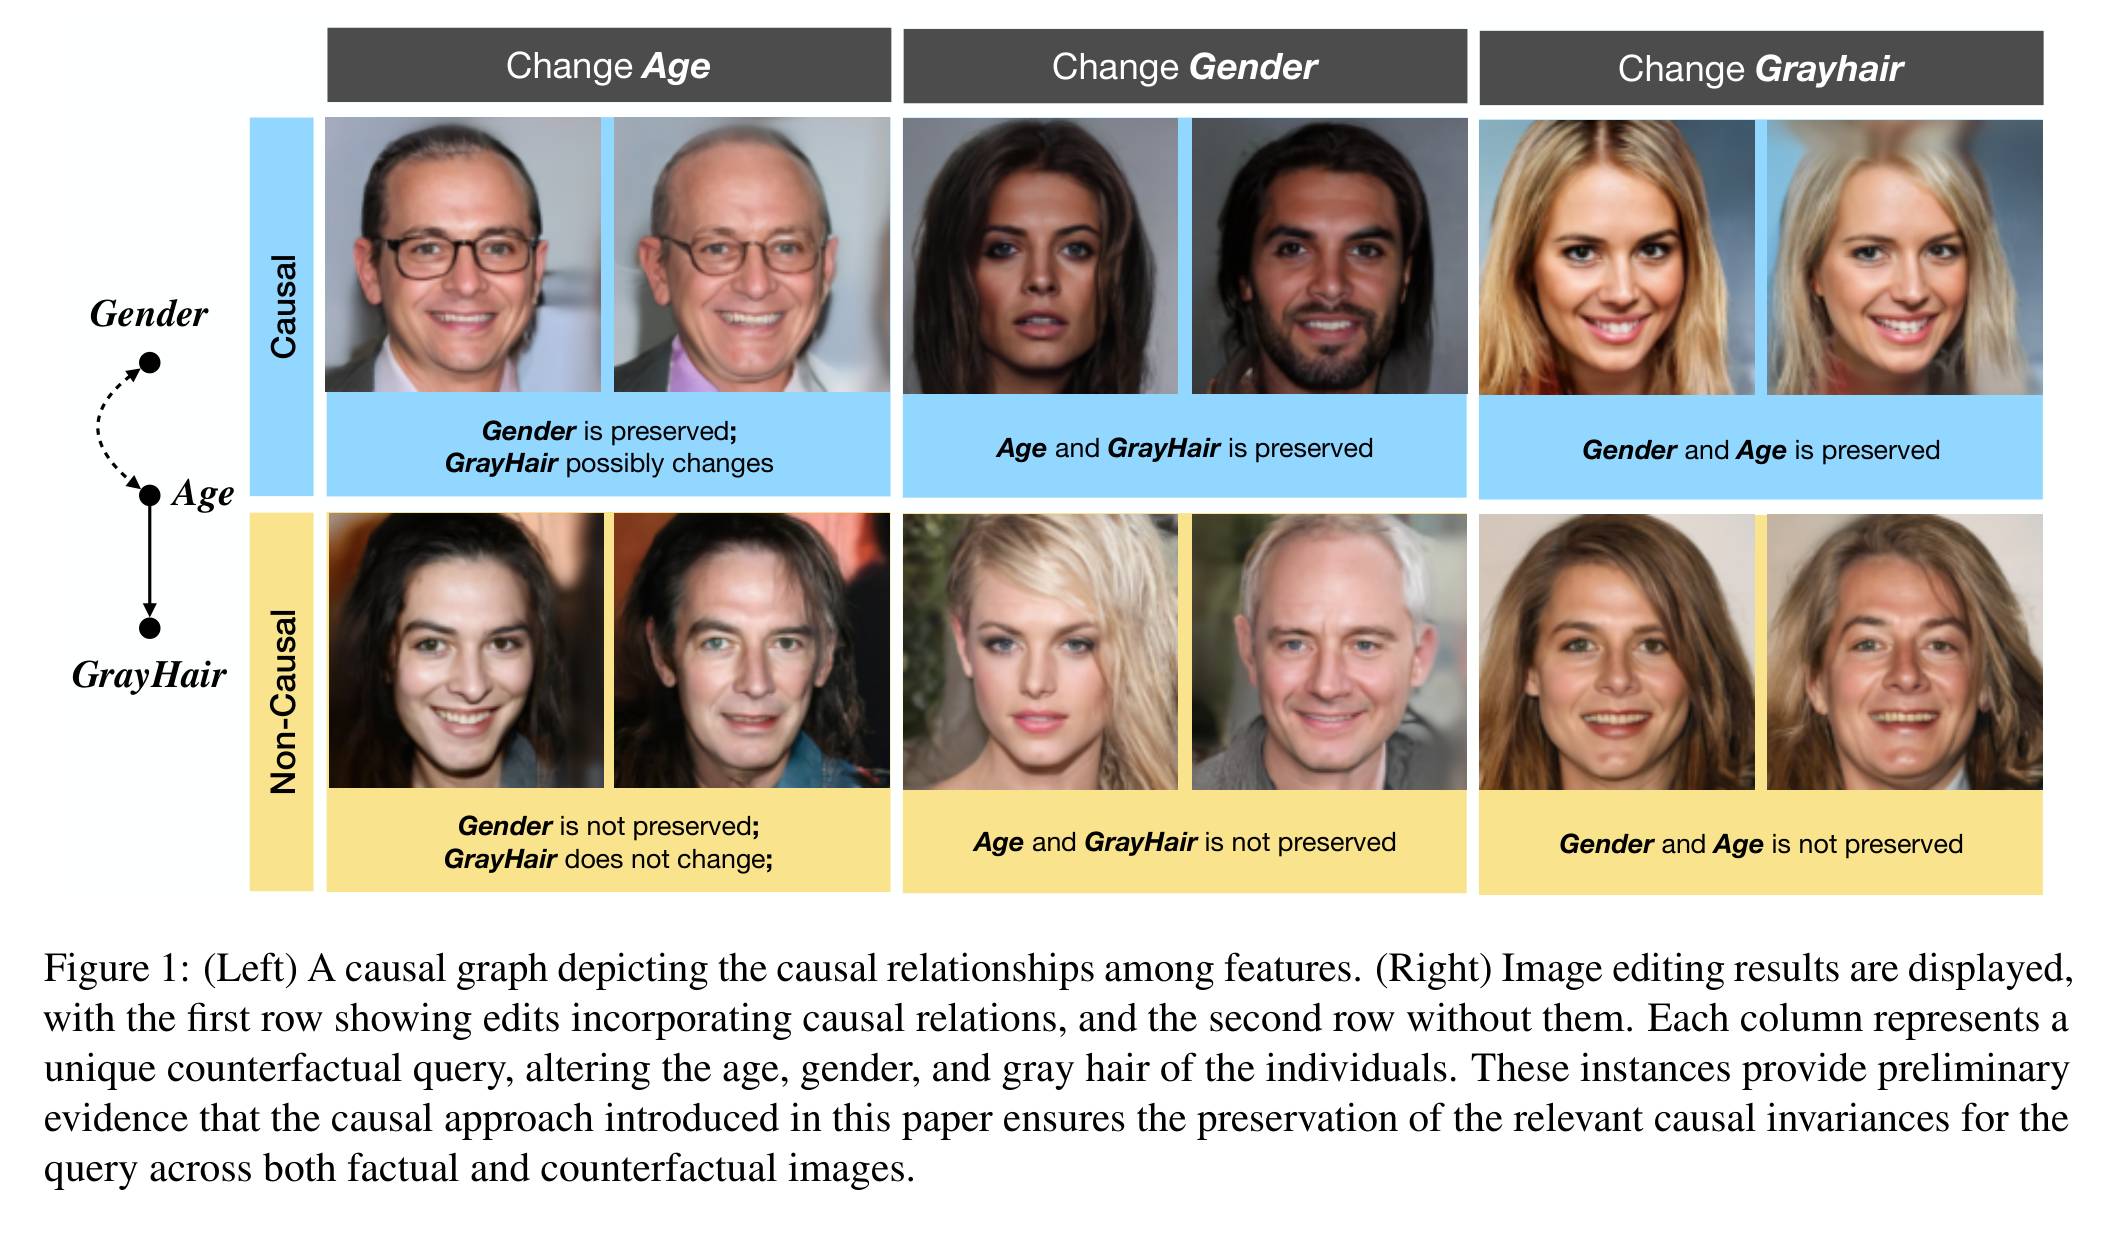 Change Age
Change Gender
Change Grayhair
Gender
Age
GrayHair
Causal
Gender is preserved;
GrayHair possibly changes
Age and GrayHair is preserved
Gender and Age is preserved
Non-Causal
Gender is not preserved;
GrayHair does not change;
Age and GrayHair is not preserved
Gender and Age is not preserved
Figure 1: (Left) A causal graph depicting the causal relationships among features. (Right) Image editing results are displayed,
with the first row showing edits incorporating causal relations, and the second row without them. Each column represents a
unique counterfactual query, altering the age, gender, and gray hair of the individuals. These instances provide preliminary
evidence that the causal approach introduced in this paper ensures the preservation of the relevant causal invariances for the
query across both factual and counterfactual images.